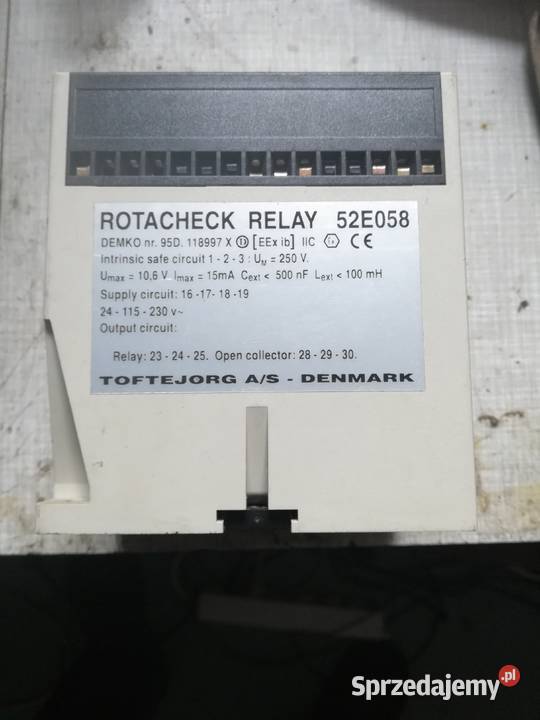 ROTACHECK RELAY 52E058
DEMKO nr. 95D. 118997 X Ⓓ [EEx ib] IIC Ex CE
Intrinsic safe circuit 1 - 2 - 3 : UM = 250 V.
Umax = 10,6 V Imax = 15mA Cext < 500 nF Lext < 100 mH
Supply circuit: 16 -17- 18 -19
24 - 115 - 230 v~
Output circuit:
Relay: 23 - 24 - 25. Open collector: 28 - 29 - 30.
TOFTEJORG A/S - DENMARK
Sprzedajemy.pl